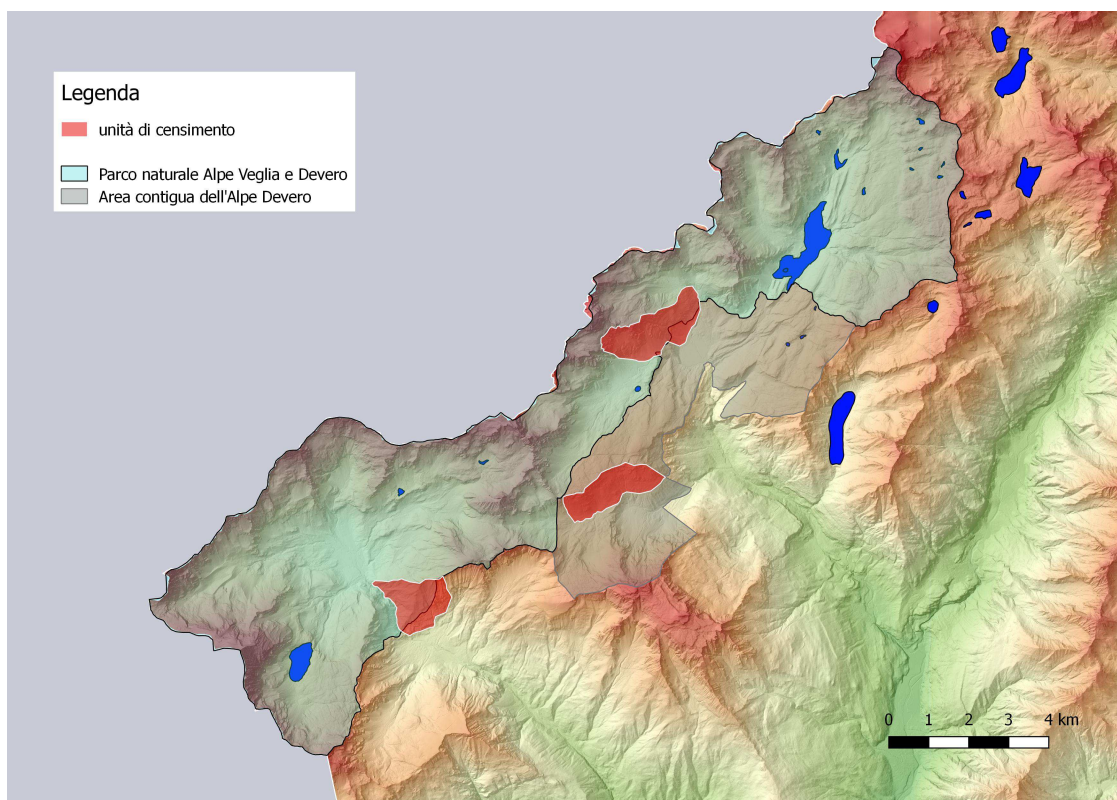 Legenda
unità di censimento
Parco naturale Alpe Veglia e Devero
Area contigua dell'Alpe Devero
0 1 2 3 4 km